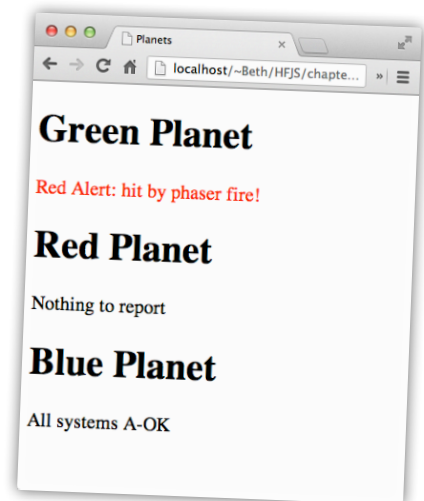 Planets
localhost/~Beth/HFJS/chapte...
Green Planet
Red Alert: hit by phaser fire!
Red Planet
Nothing to report
Blue Planet
All systems A-OK